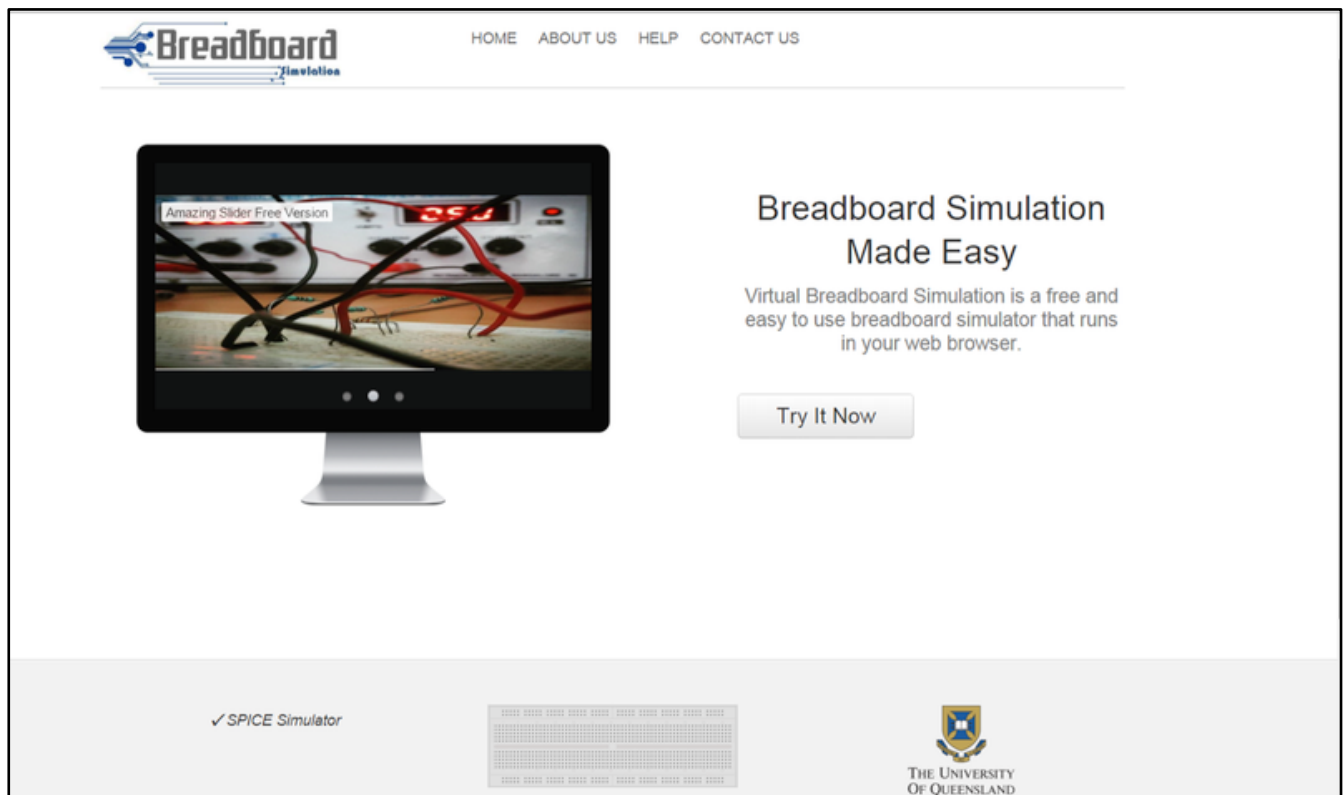 Breadboard
Simulation
HOME ABOUT US HELP CONTACT US
Amazing Slider Free Version
Breadboard Simulation
Made Easy
Virtual Breadboard Simulation is a free and
easy to use breadboard simulator that runs
in your web browser.
Try It Now
✓ SPICE Simulator
THE UNIVERSITY
OF QUEENSLAND